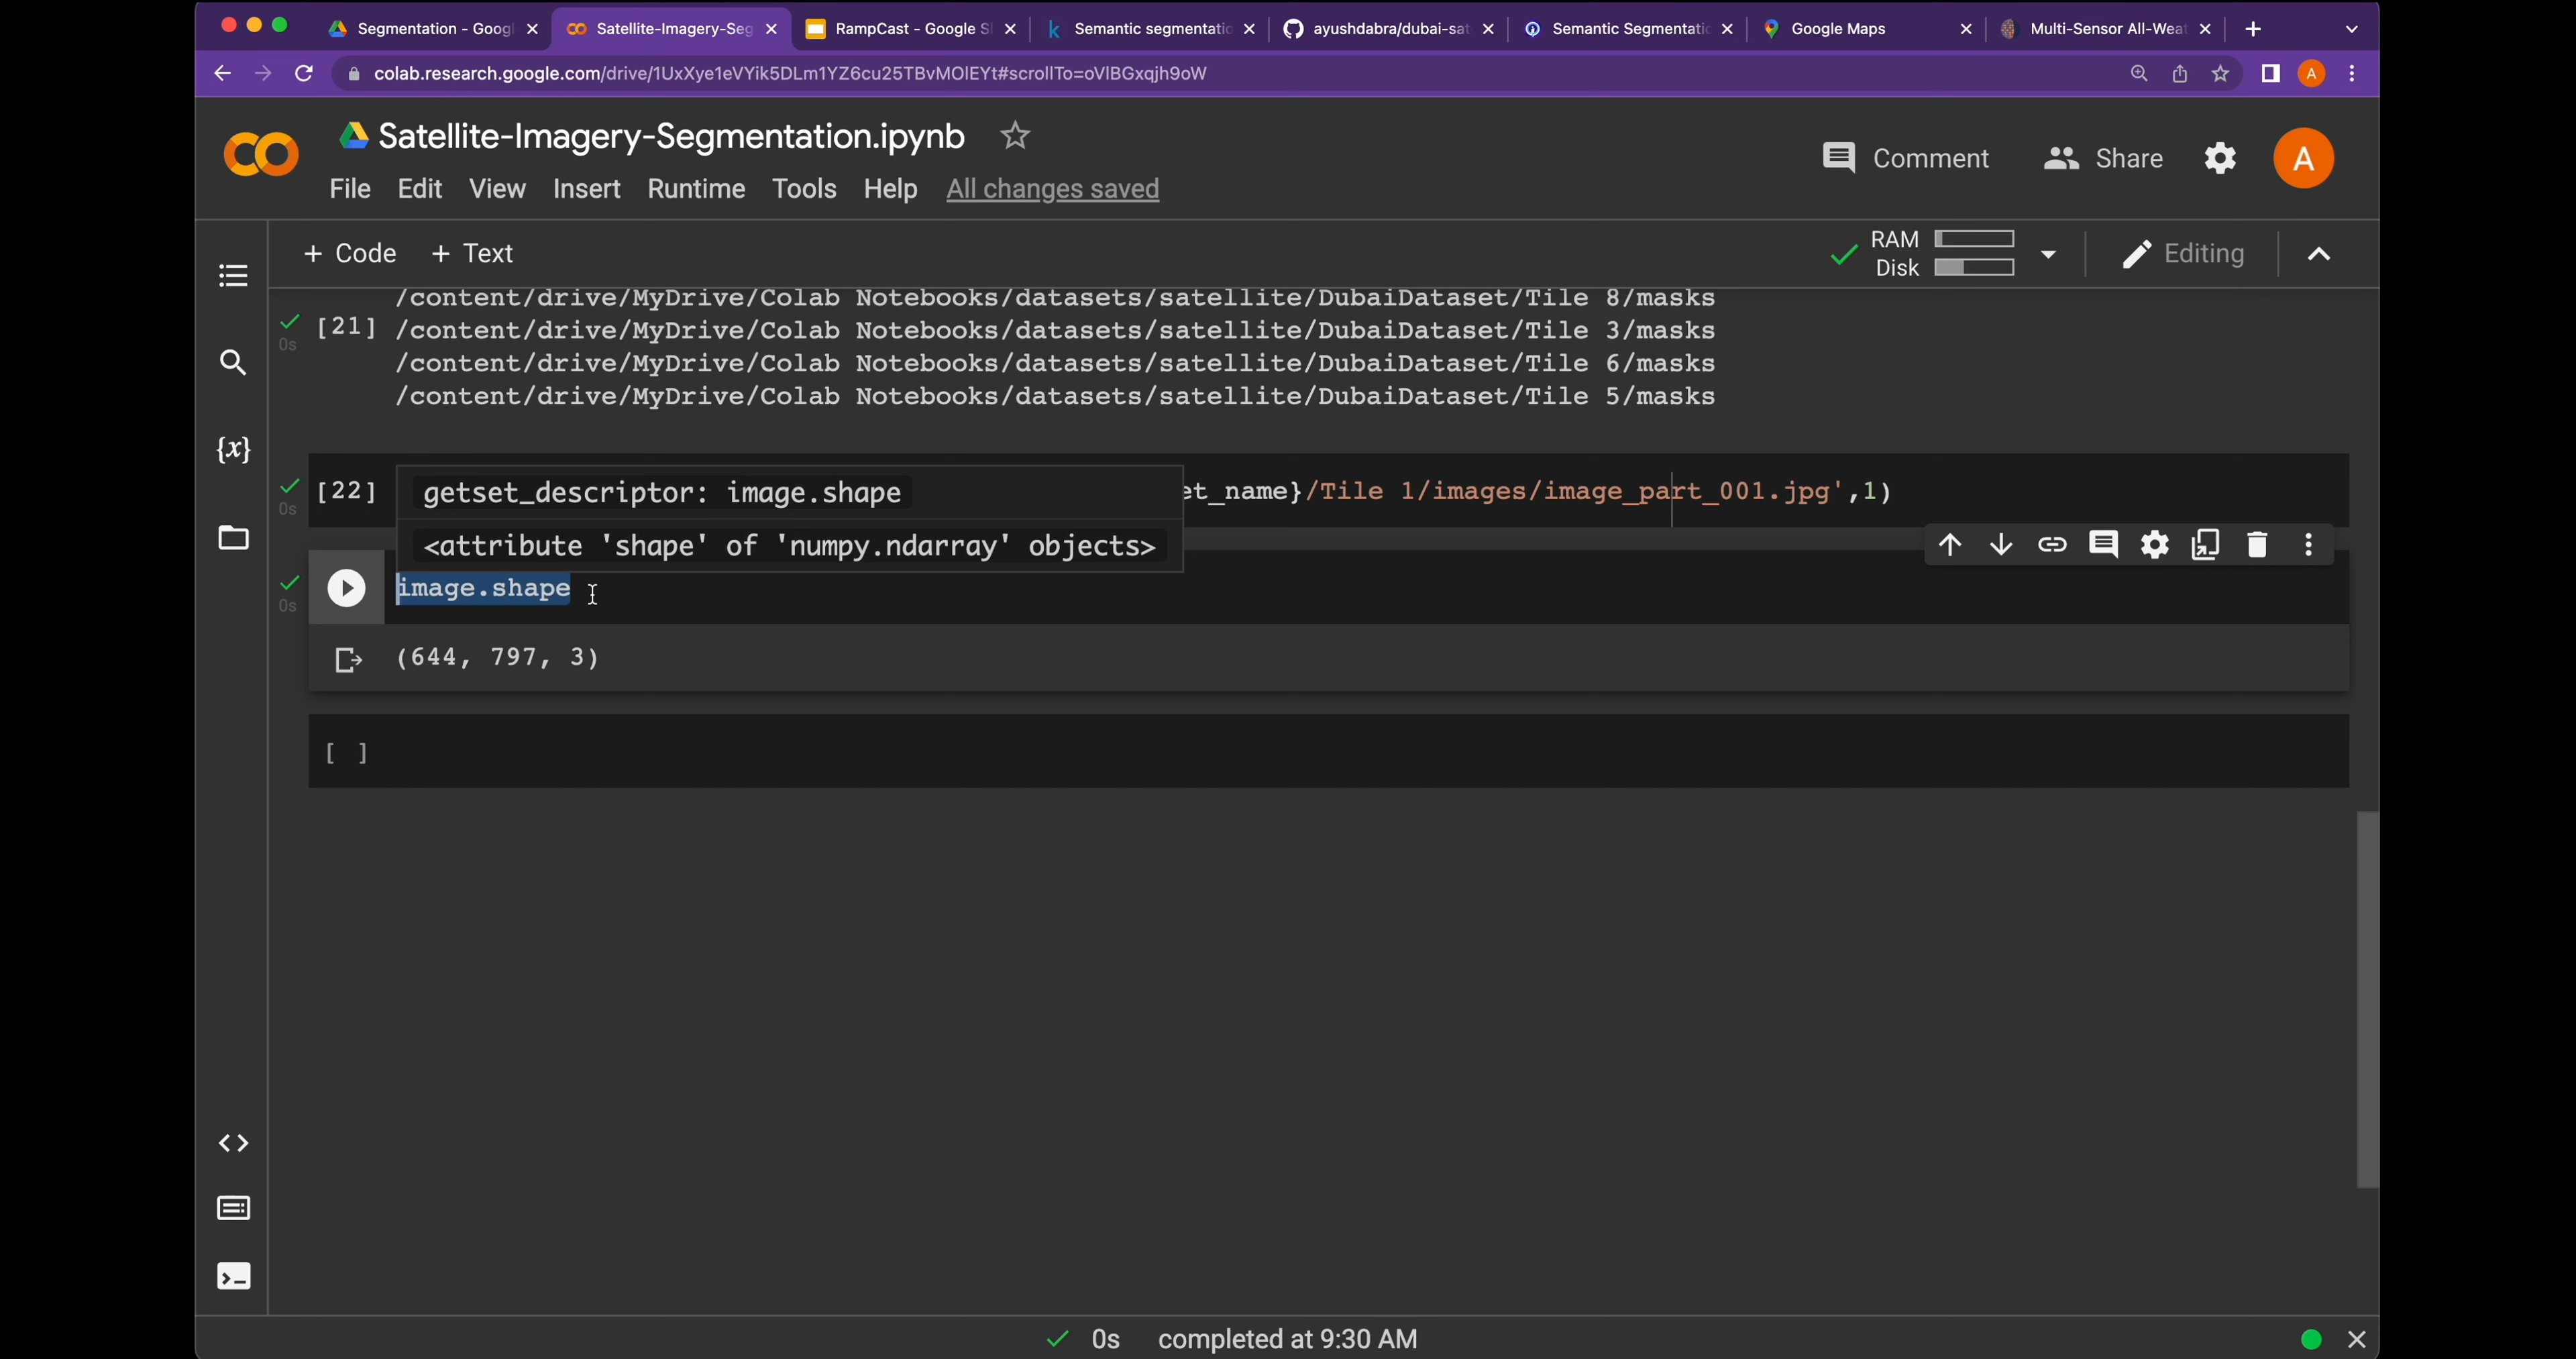 Segmentation - Googl
Satellite-Imagery-Seg
RampCast - Google Sl
Semantic segmentatio
ayushdabra/dubai-sat
Semantic Segmentatio
Google Maps
Multi-Sensor All-Weat
colab.research.google.com/drive/1UxXye1eVYik5DLm1YZ6cu25TBvMOlEYt#scrollTo=oVlBGxqjh9oW
A
Satellite-Imagery-Segmentation.ipynb
Comment
Share
A
File Edit View Insert Runtime Tools Help All changes saved
+ Code + Text
RAM
Disk
Editing
/content/drive/MyDrive/Colab Notebooks/datasets/satellite/DubaiDataset/Tile 8/masks
[21] /content/drive/MyDrive/Colab Notebooks/datasets/satellite/DubaiDataset/Tile 3/masks
0s
/content/drive/MyDrive/Colab Notebooks/datasets/satellite/DubaiDataset/Tile 6/masks
/content/drive/MyDrive/Colab Notebooks/datasets/satellite/DubaiDataset/Tile 5/masks
[22] getset_descriptor: image.shape et_name}/Tile 1/images/image_part_001.jpg',1)
0s
<attribute 'shape' of 'numpy.ndarray' objects>
image.shape
0s
(644, 797, 3)
[ ]
0s completed at 9:30 AM